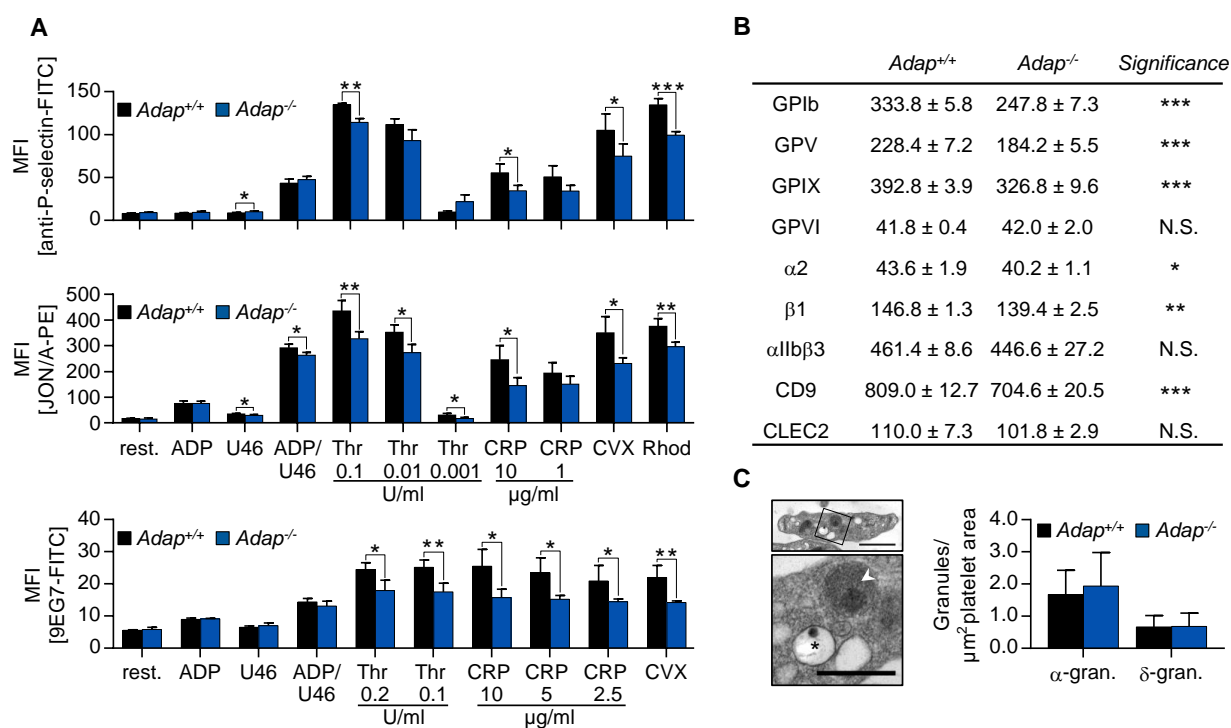 A
MFI
[anti-P-selectin-FITC]
150
100
50
0
Adap+/+ Adap-/-
** * * * * ***
MFI
[JON/A-PE]
500
400
300
200
100
0
Adap+/+ Adap-/-
* * ** * * * * **
rest. ADP U46 ADP/ Thr Thr Thr CRP CRP CVX Rhod
U46 0.1 0.01 0.001 10 1
U/ml µg/ml
MFI
[9EG7-FITC]
40
30
20
10
0
Adap+/+ Adap-/-
* ** * * * **
rest. ADP U46 ADP/ Thr Thr CRP CRP CRP CVX
U46 0.2 0.1 10 5 2.5
U/ml µg/ml
B
Adap+/+ Adap-/- Significance
GPIb 333.8 ± 5.8 247.8 ± 7.3 ***
GPV 228.4 ± 7.2 184.2 ± 5.5 ***
GPIX 392.8 ± 3.9 326.8 ± 9.6 ***
GPVI 41.8 ± 0.4 42.0 ± 2.0 N.S.
α2 43.6 ± 1.9 40.2 ± 1.1 *
β1 146.8 ± 1.3 139.4 ± 2.5 **
αIIbβ3 461.4 ± 8.6 446.6 ± 27.2 N.S.
CD9 809.0 ± 12.7 704.6 ± 20.5 ***
CLEC2 110.0 ± 7.3 101.8 ± 2.9 N.S.
C
*
Granules/
µm² platelet area
4.0
3.0
2.0
1.0
0
Adap+/+ Adap-/-
α-gran. δ-gran.